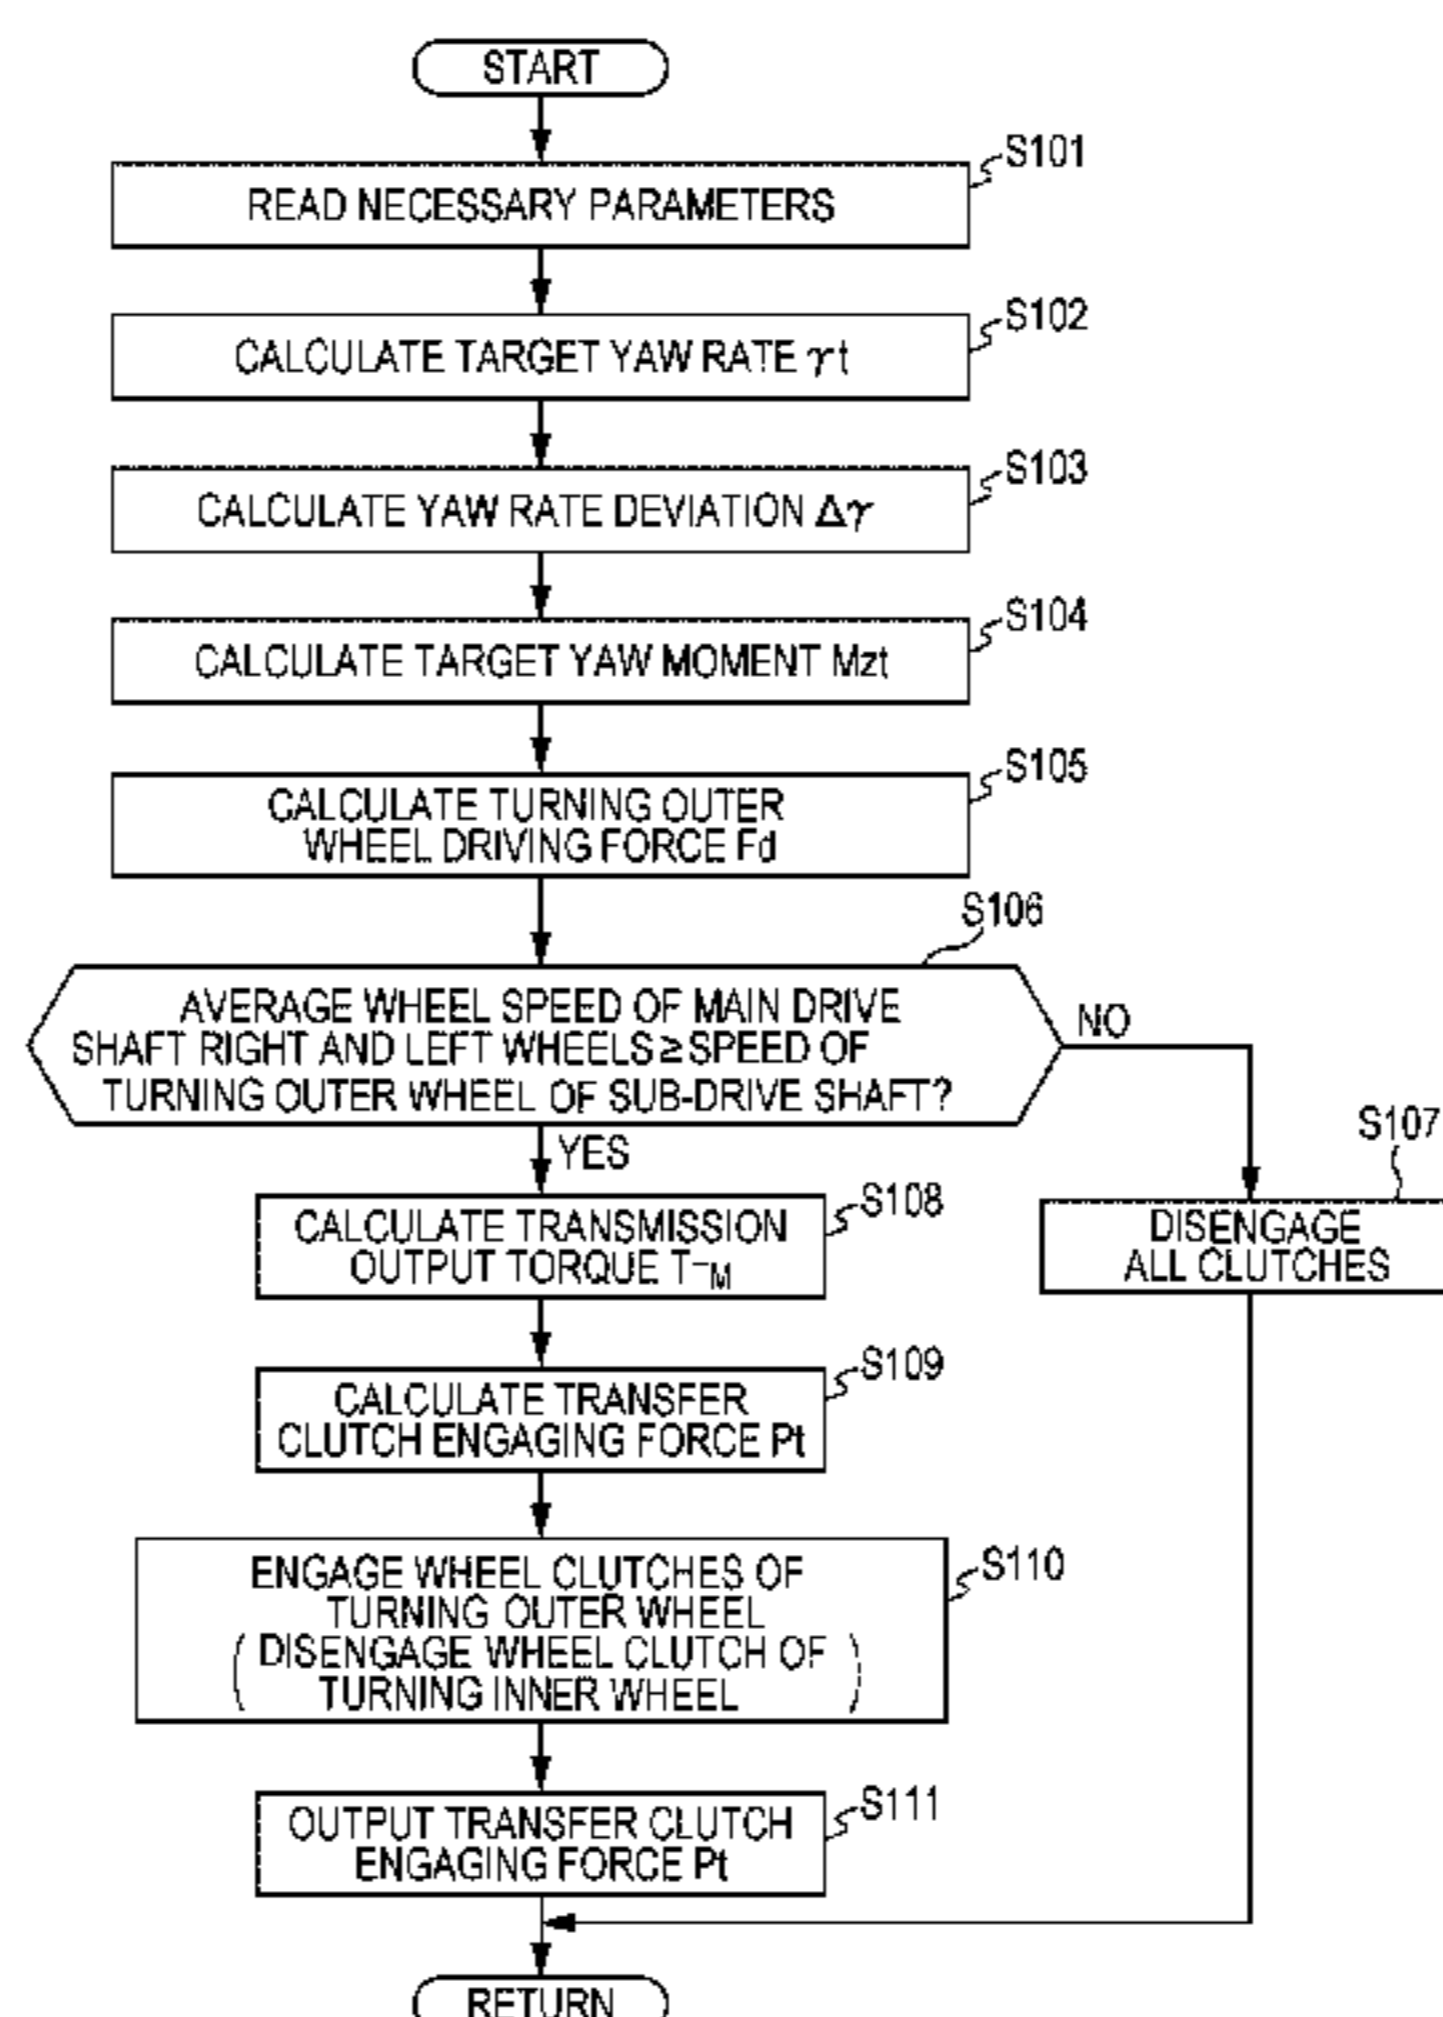 START
S101
READ NECESSARY PARAMETERS
S102
CALCULATE TARGET YAW RATE γt
S103
CALCULATE YAW RATE DEVIATION Δγ
S104
CALCULATE TARGET YAW MOMENT Mzt
S105
CALCULATE TURNING OUTER
WHEEL DRIVING FORCE Fd
S106
AVERAGE WHEEL SPEED OF MAIN DRIVE
SHAFT RIGHT AND LEFT WHEELS≥SPEED OF
TURNING OUTER WHEEL OF SUB-DRIVE SHAFT?
NO
YES
S107
DISENGAGE
ALL CLUTCHES
S108
CALCULATE TRANSMISSION
OUTPUT TORQUE T-M
S109
CALCULATE TRANSFER
CLUTCH ENGAGING FORCE Pt
S110
ENGAGE WHEEL CLUTCHES OF
TURNING OUTER WHEEL
(DISENGAGE WHEEL CLUTCH OF
TURNING INNER WHEEL)
S111
OUTPUT TRANSFER CLUTCH
ENGAGING FORCE Pt
RETURN